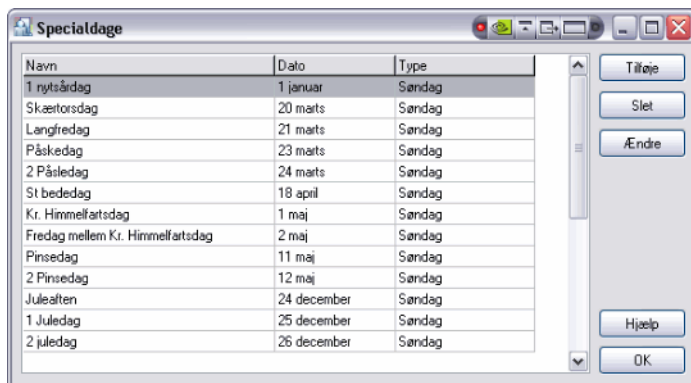 Specialdage
Navn Dato Type
1 nytsårdag 1 januar Søndag
Skærtorsdag 20 marts Søndag
Langfredag 21 marts Søndag
Påskedag 23 marts Søndag
2 Påsledag 24 marts Søndag
St bededag 18 april Søndag
Kr. Himmelfartsdag 1 maj Søndag
Fredag mellem Kr. Himmelfartsdag 2 maj Søndag
Pinsedag 11 maj Søndag
2 Pinsedag 12 maj Søndag
Juleaften 24 december Søndag
1 Juledag 25 december Søndag
2 juledag 26 december Søndag
Tilføje
Slet
Ændre
Hjælp
OK